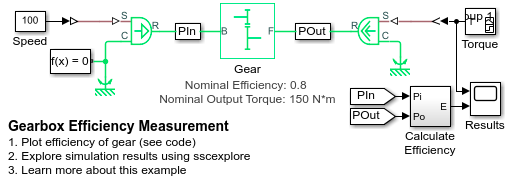 100
Speed
S
C
R
f(x) = 0
PIn
B
F
Gear
POut
S
R
C
Torque
Nominal Efficiency: 0.8
Nominal Output Torque: 150 N*m
PIn
POut
Pi
Po
E
Calculate
Efficiency
Results
Gearbox Efficiency Measurement
1. Plot efficiency of gear (see code)
2. Explore simulation results using sscexplore
3. Learn more about this example